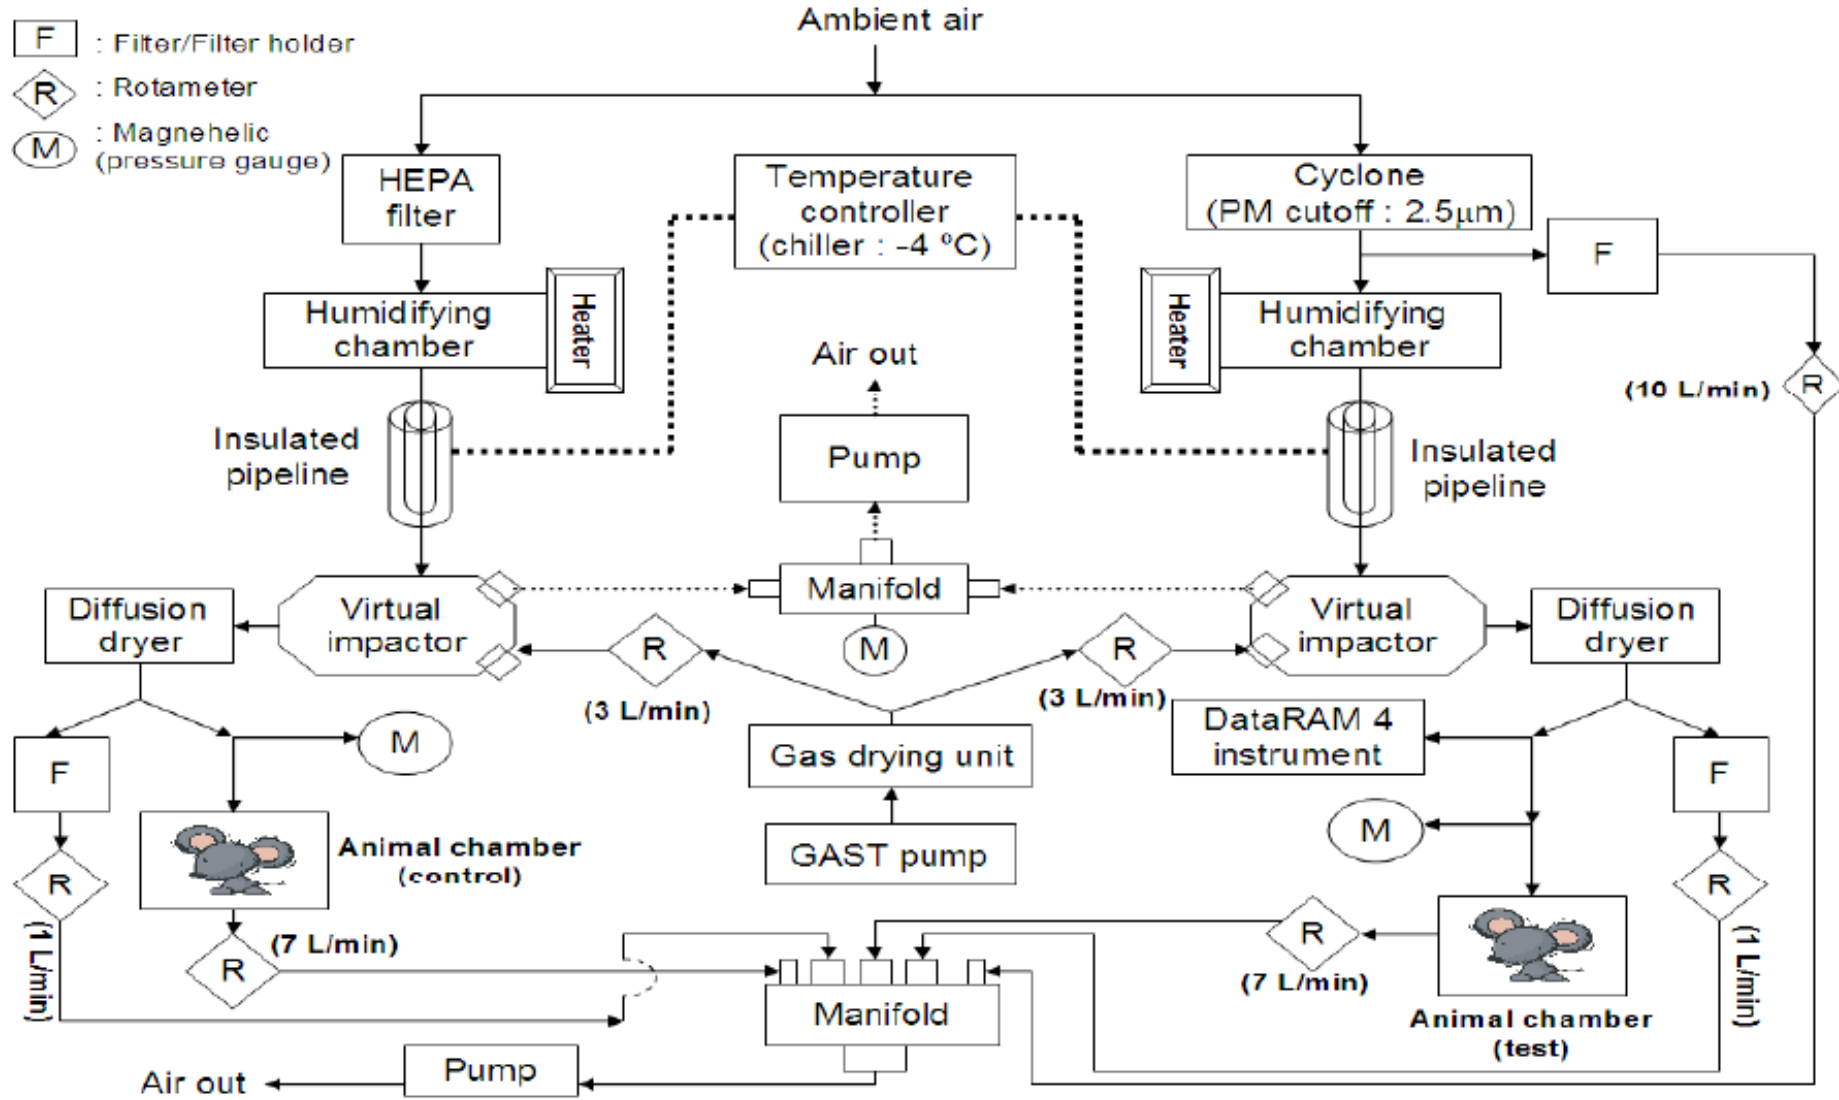 Ambient air
F : Filter/Filter holder
R : Rotameter
M : Magnehelic
(pressure gauge)
HEPA
filter
Temperature
controller
(chiller : -4 ºC)
Cyclone
(PM cutoff : 2.5μm)
F
Humidifying
chamber
Heater
Heater
Humidifying
chamber
Air out
(10 L/min)
R
Insulated
pipeline
Pump
Insulated
pipeline
Diffusion
dryer
Virtual
impactor
Manifold
Virtual
impactor
Diffusion
dryer
R
M
R
(3 L/min)
(3 L/min)
F
M
Gas drying unit
DataRAM 4
instrument
F
M
GAST pump
R
Animal chamber
(control)
R
(1 L/min)
(7 L/min)
R
R
(7 L/min)
(1 L/min)
Manifold
Animal chamber
(test)
Air out
Pump